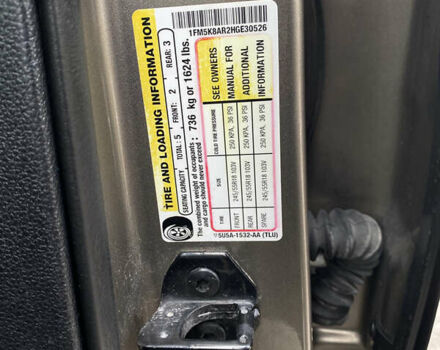 1FM5K8AR2HGE30526
TIRE AND LOADING INFORMATION
SEATING CAPACITY TOTAL: 5 FRONT: 2 REAR: 3
The combined weight of occupants
and cargo should never exceed : 736 kg or 1624 lbs.
TIRE SIZE COLD TIRE PRESSURE
FRONT 245/55R18 103V 250 KPA, 36 PSI
REAR 245/55R18 103V 250 KPA, 36 PSI
SPARE 245/55R18 103V 250 KPA, 36 PSI
SEE OWNERS
MANUAL FOR
ADDITIONAL
INFORMATION
5U5A-1532-AA (TLU)